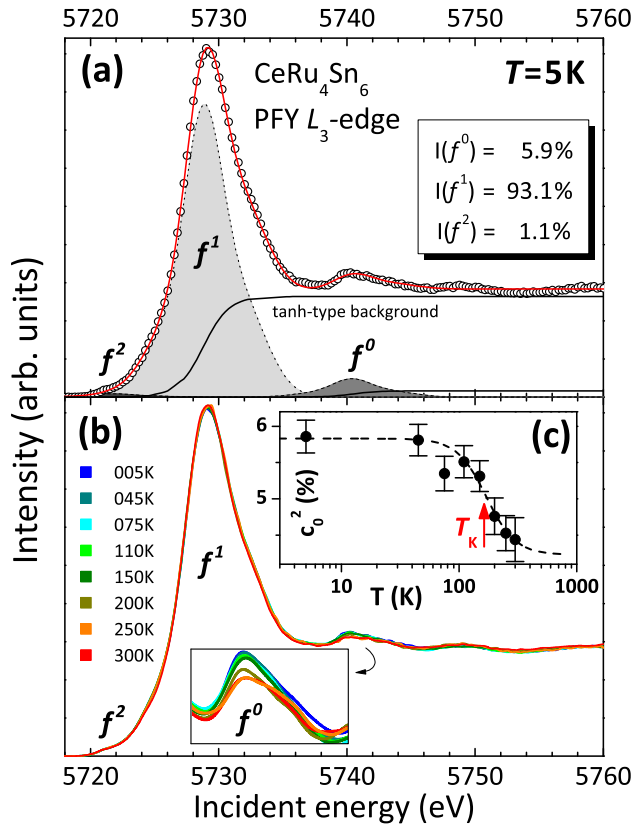 5720 5730 5740 5750 5760
(a) CeRu₄Sn₆ T=5K
PFY L₃-edge
I(f⁰) = 5.9%
I(f¹) = 93.1%
I(f²) = 1.1%
f¹
tanh-type background
f² f⁰
Intensity (arb. units)
(b)
005K
045K
075K
110K
150K
200K
250K
300K
f¹
f²
(c)
6
5
c₀² (%)
T_K
10 100 1000
T (K)
f⁰
5720 5730 5740 5750 5760
Incident energy (eV)